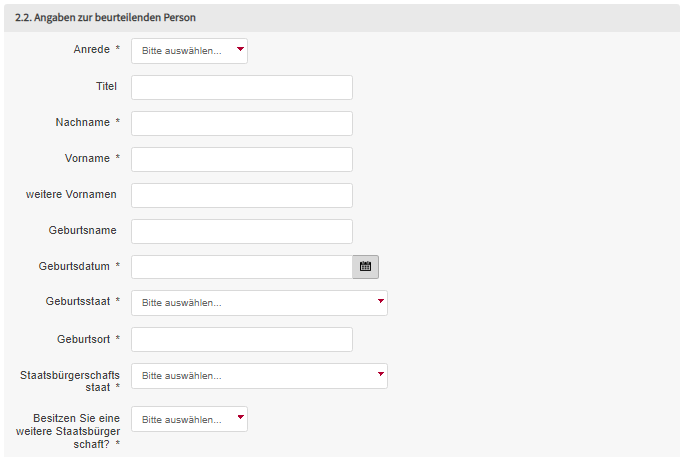 2.2. Angaben zur beurteilenden Person
Anrede * Bitte auswählen...
Titel
Nachname *
Vorname *
weitere Vornamen
Geburtsname
Geburtsdatum *
Geburtsstaat * Bitte auswählen...
Geburtsort *
Staatsbürgerschafts
staat * Bitte auswählen...
Besitzen Sie eine
weitere Staatsbürger
schaft? * Bitte auswählen...